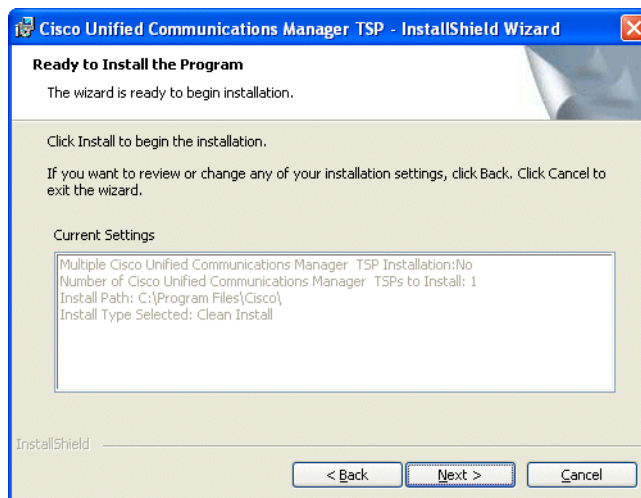 Cisco Unified Communications Manager TSP - InstallShield Wizard
Ready to Install the Program
The wizard is ready to begin installation.
Click Install to begin the installation.
If you want to review or change any of your installation settings, click Back. Click Cancel to
exit the wizard.
Current Settings
Multiple Cisco Unified Communications Manager  TSP Installation:No
Number of Cisco Unified Communications Manager  TSPs to Install: 1
Install Path: C:\Program Files\Cisco\
Install Type Selected: Clean Install
InstallShield
< Back
Next >
Cancel